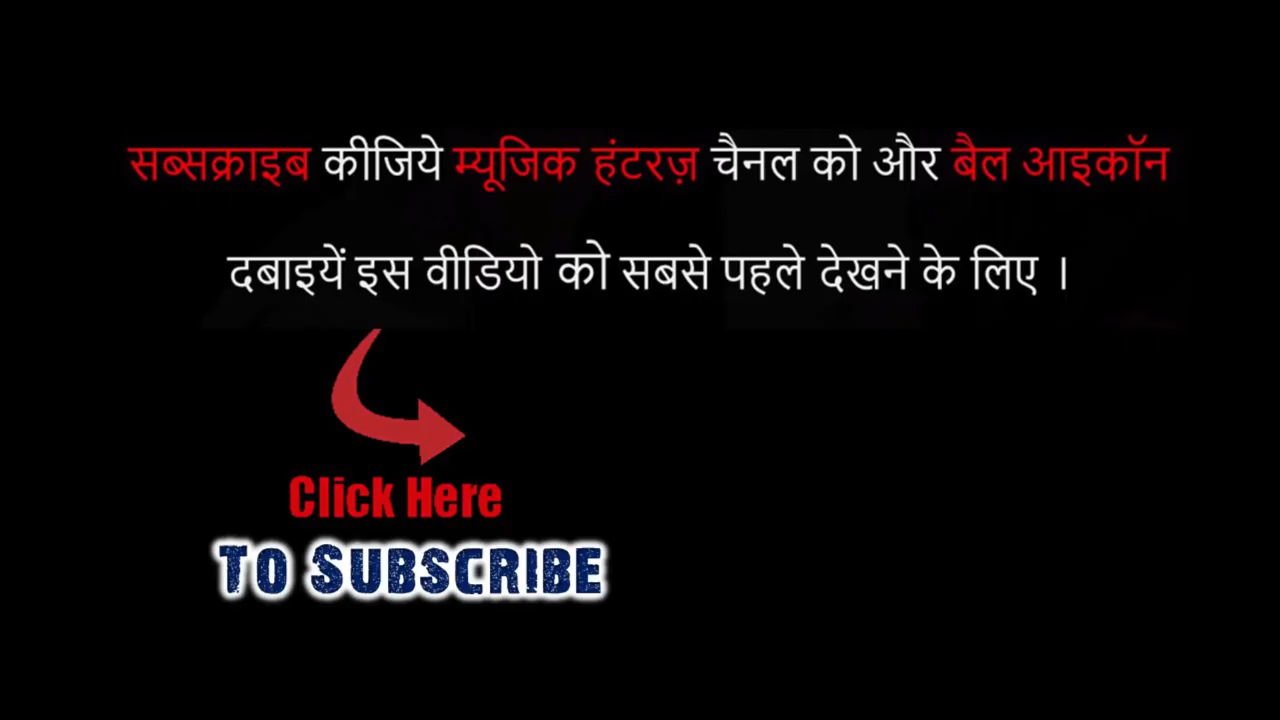 सब्सक्राइब कीजिये म्यूजिक हंटरज़ चैनल को और बैल आइकॉन
दबाइयें इस वीडियो को सबसे पहले देखने के लिए ।
Click Here
To Subscribe